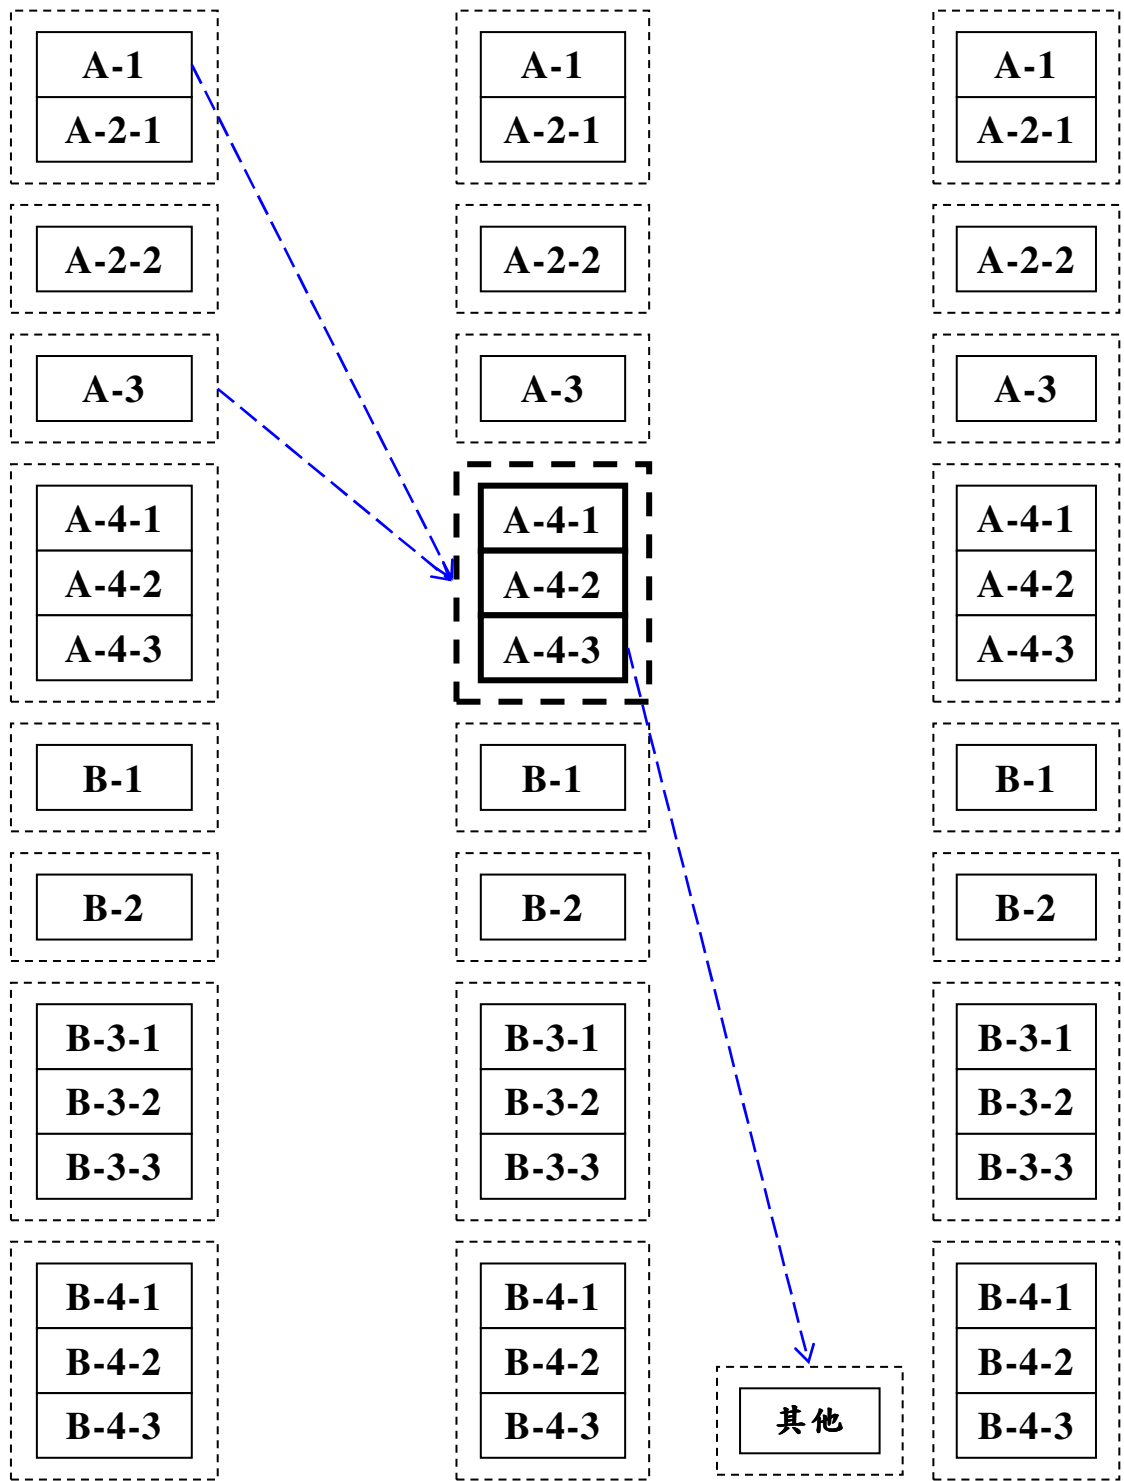 A-1 A-1 A-1
A-2-1 A-2-1 A-2-1
A-2-2 A-2-2 A-2-2
A-3 A-3 A-3
A-4-1 A-4-1 A-4-1
A-4-2 A-4-2 A-4-2
A-4-3 A-4-3 A-4-3
B-1 B-1 B-1
B-2 B-2 B-2
B-3-1 B-3-1 B-3-1
B-3-2 B-3-2 B-3-2
B-3-3 B-3-3 B-3-3
B-4-1 B-4-1 B-4-1
B-4-2 B-4-2 B-4-2
B-4-3 B-4-3 其他 B-4-3